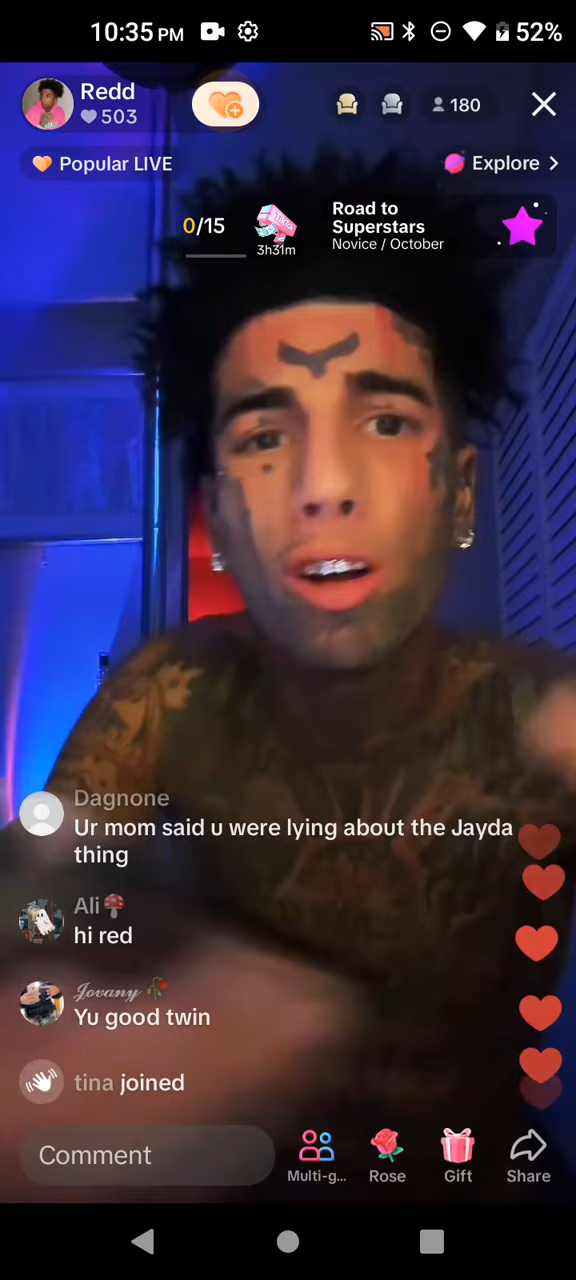 10:35 PM
52%
Redd
503
180
Popular LIVE
Explore
0/15
3h31m
Road to
Superstars
Novice / October
Dagnone
Ur mom said u were lying about the Jayda
thing
Ali
hi red
𝒥𝑜𝓋𝒶𝓃𝓎
Yu good twin
tina joined
Comment
Multi-g...
Rose
Gift
Share